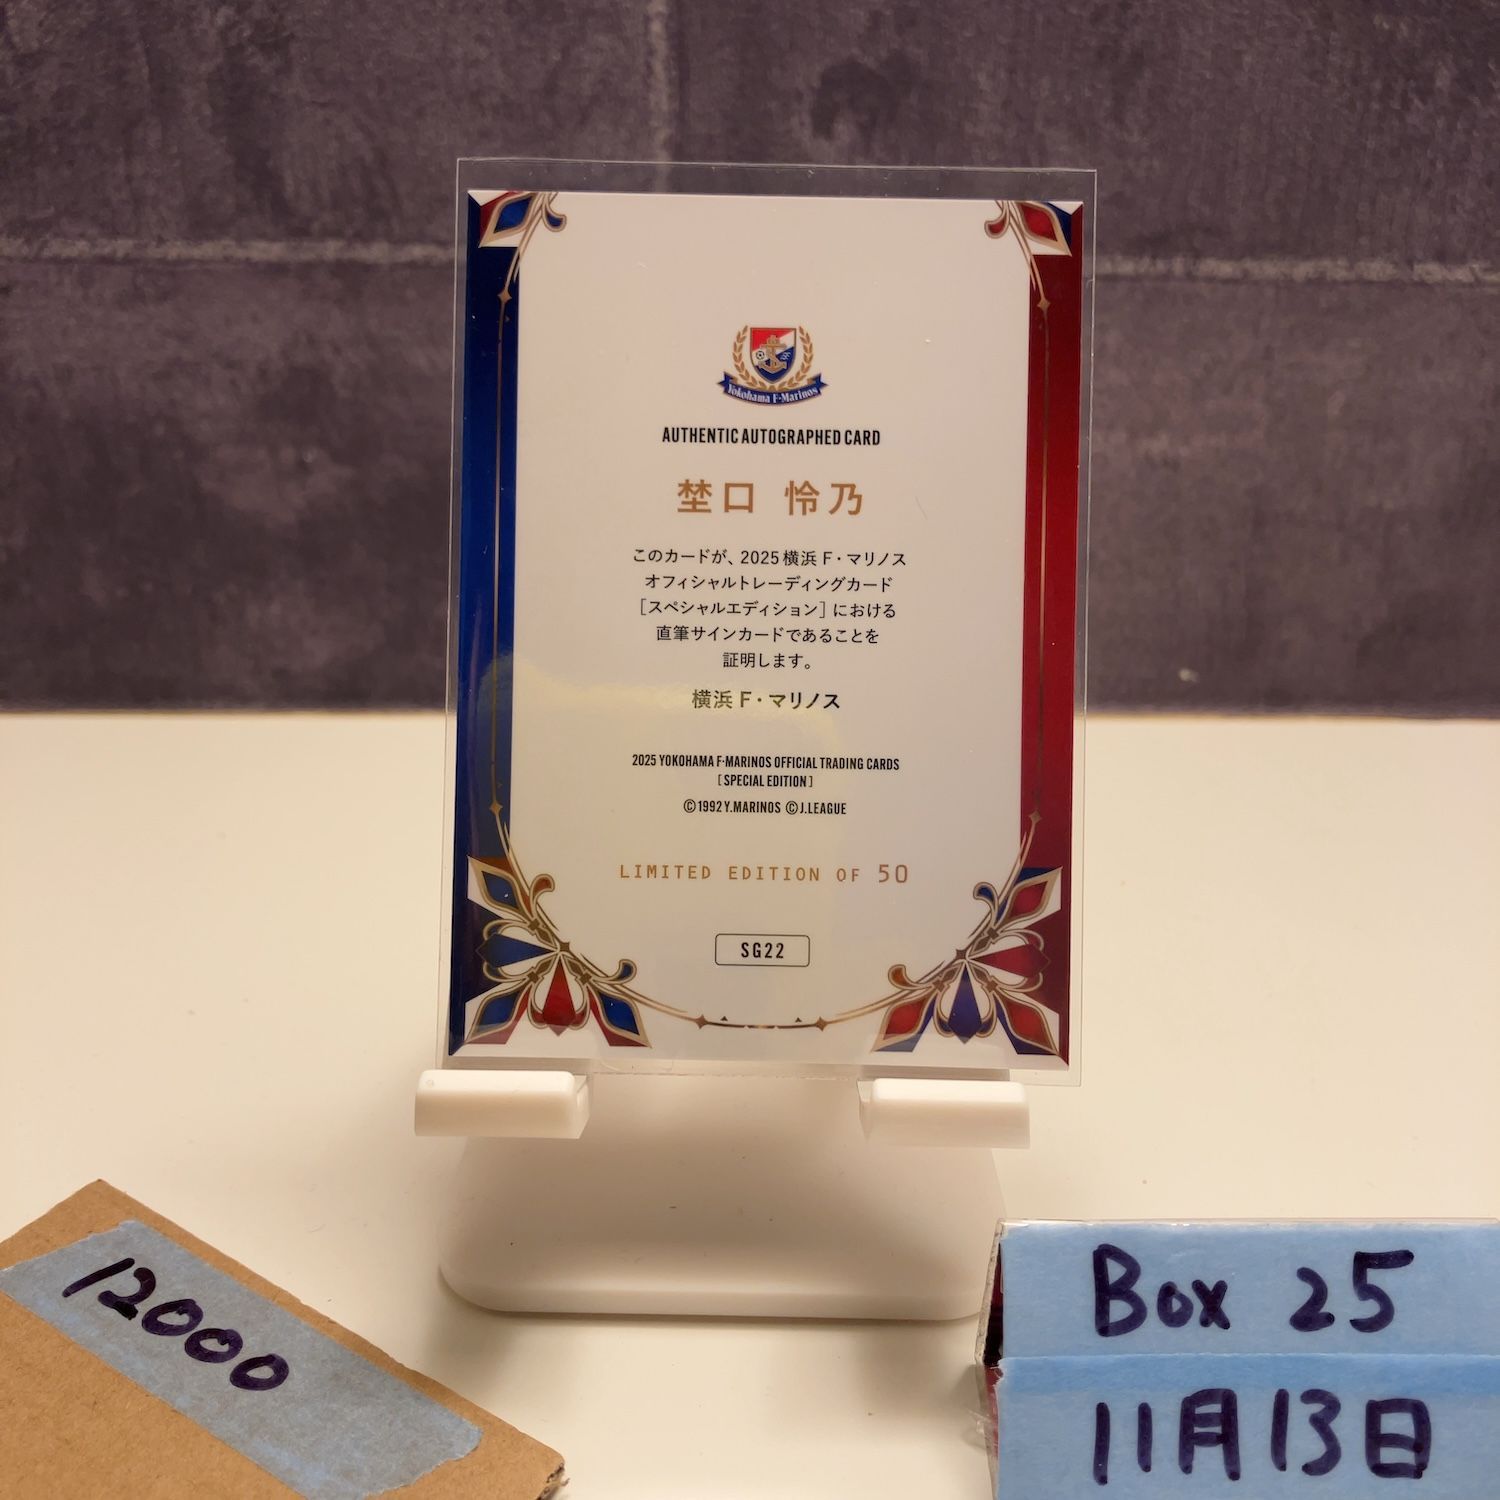 Yokohama F·Marinos
AUTHENTIC AUTOGRAPHED CARD
埜口 怜乃
このカードが、2025 横浜 F・マリノス
オフィシャルトレーディングカード
[スペシャルエディション] における
直筆サインカードであることを
証明します。
横浜 F・マリノス
2025 YOKOHAMA F·MARINOS OFFICIAL TRADING CARDS
[ SPECIAL EDITION ]
©1992 Y.MARINOS ©J.LEAGUE
LIMITED EDITION OF 50
SG22
12000
Box 25
11月13日